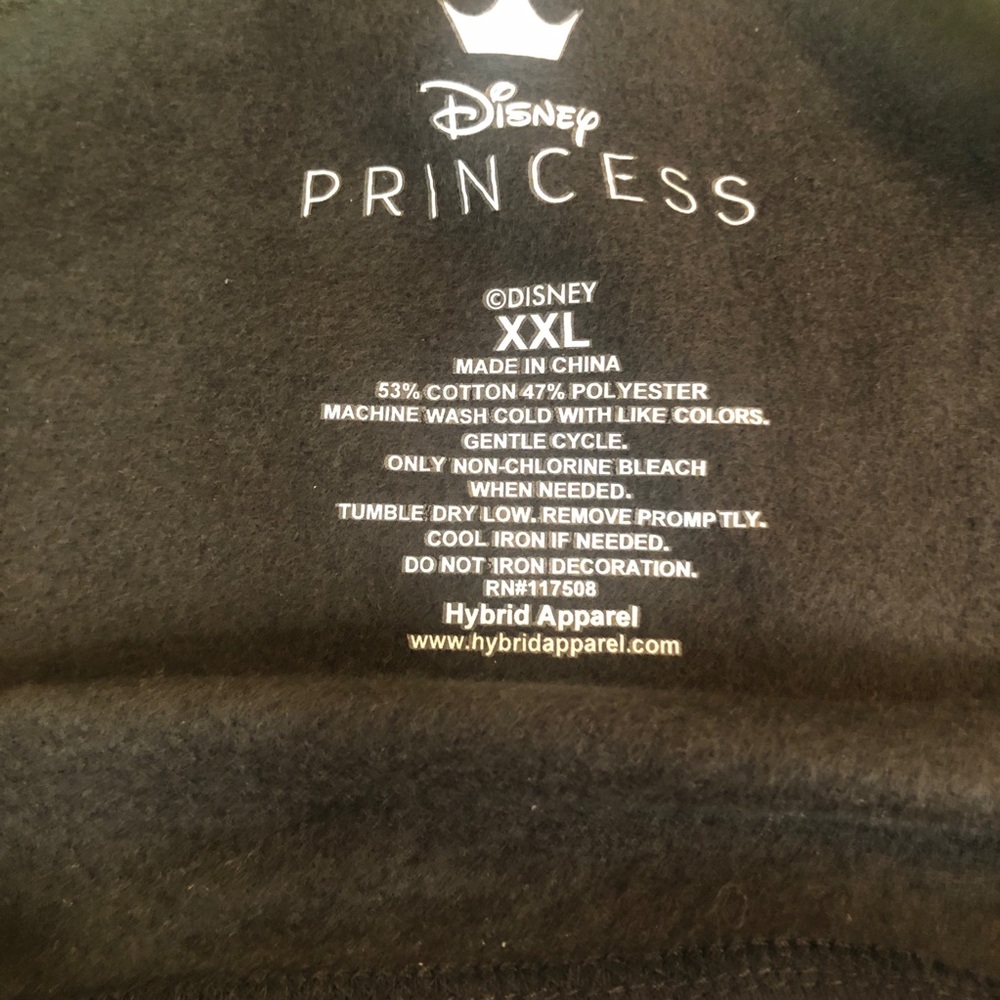 Disney
PRINCESS
©DISNEY
XXL
MADE IN CHINA
53% COTTON 47% POLYESTER
MACHINE WASH COLD WITH LIKE COLORS.
GENTLE CYCLE.
ONLY NON-CHLORINE BLEACH
WHEN NEEDED.
TUMBLE DRY LOW. REMOVE PROMPTLY.
COOL IRON IF NEEDED.
DO NOT IRON DECORATION.
RN#117508
Hybrid Apparel
www.hybridapparel.com